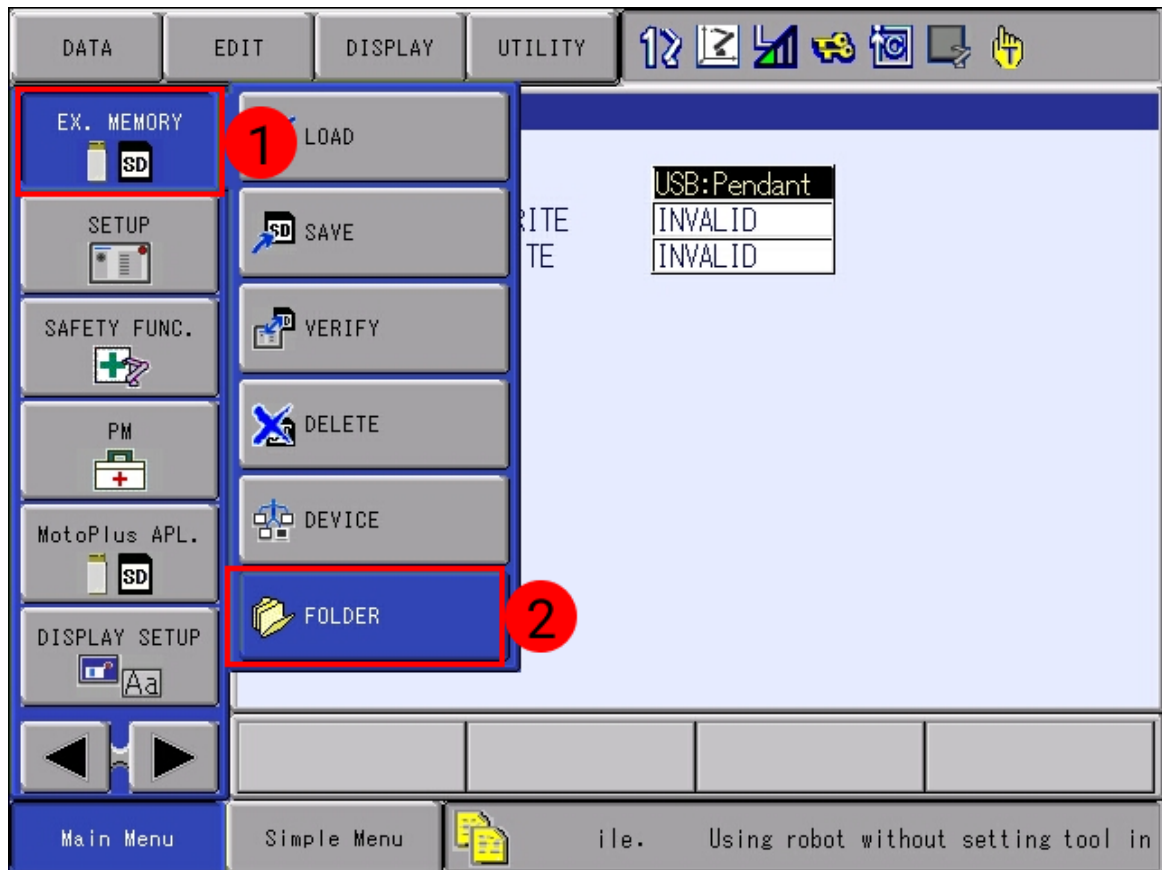 DATA
EDIT
DISPLAY
UTILITY
EX. MEMORY
SD
1
LOAD
USB:Pendant
SETUP
SD
SAVE
RITE
INVALID
TE
INVALID
SAFETY FUNC.
VERIFY
PM
DELETE
MotoPlus APL.
SD
DEVICE
FOLDER
2
DISPLAY SETUP
Aa
Main Menu
Simple Menu
ile. Using robot without setting tool in